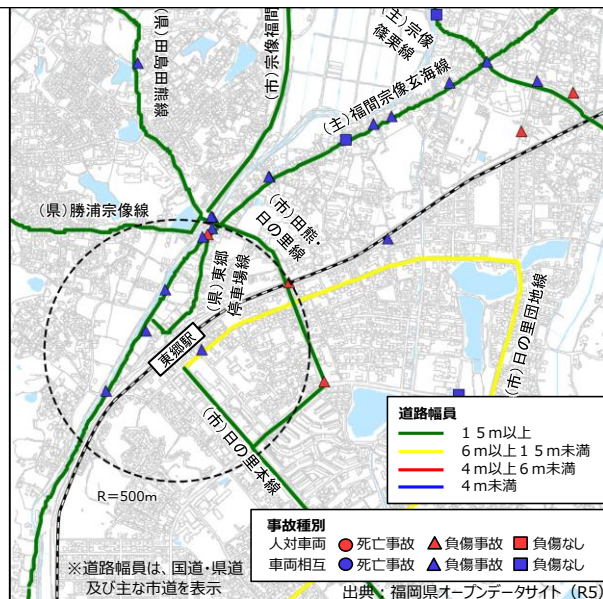 (県)田島田熊線
(市)宗像福間
(主)宗像
篠栗線
(主)福間宗像玄海線
(県)勝浦宗像線
(市)田熊・
日の里線
(県)東郷
停車場線
東郷駅
(市)日の里団地線
(市)日の里本線
R=500m
道路幅員
15m以上
6m以上15m未満
4m以上6m未満
4m未満
事故種別
人対車両 死亡事故 負傷事故 負傷なし
車両相互 死亡事故 負傷事故 負傷なし
※道路幅員は、国道・県道
及び主な市道を表示
出典:福岡県オープンデータサイト(R5)